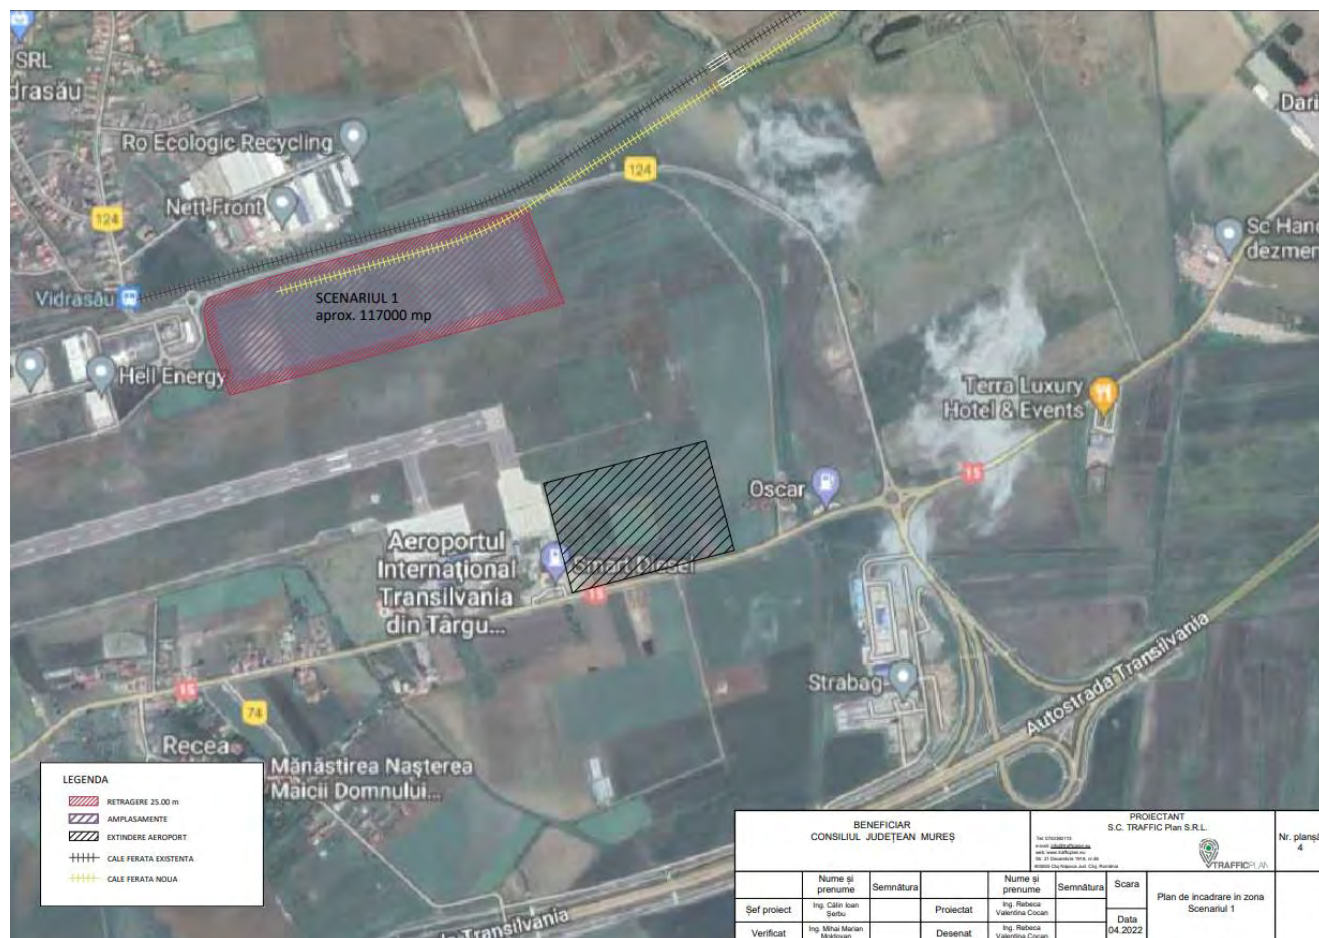 SRL
drasău
Ro Ecologic Recycling
Nett Front
124
124
Vidrasău
SCENARIUL 1
aprox. 117000 mp
Hell Energy
Dari
Sc Hand
dezmem
Terra Luxury
Hotel & Events
15
Oscar
Aeroportul
Internațional
Transilvania
din Târgu...
Smart Diesel
15
15
74
Strabag
Autostrada Transilvania
Recea
Mănăstirea Nașterea
Maicii Domnului...
da Transilvania
LEGENDA
RETRAGERE 25.00 m
AMPLASAMENTE
EXTINDERE AEROPORT
CALE FERATA EXISTENTA
CALE FERATA NOUA
BENEFICIAR
CONSILIUL JUDEȚEAN MUREȘ
PROIECTANT
S.C. TRAFFIC Plan S.R.L.
TRAFFICPLAN
Nr. planșă
4
Nume și prenume
Semnătura
Nume și prenume
Semnătura
Scara
Plan de incadrare in zona
Scenariul 1
Șef proiect
Ing. Călin Ioan Șerbu
Proiectat
Ing. Rebeca Valentina Cocan
Data
04.2022
Verificat
Ing. Mihai Marian Moldovan
Desenat
Ing. Rebeca Valentina Cocan